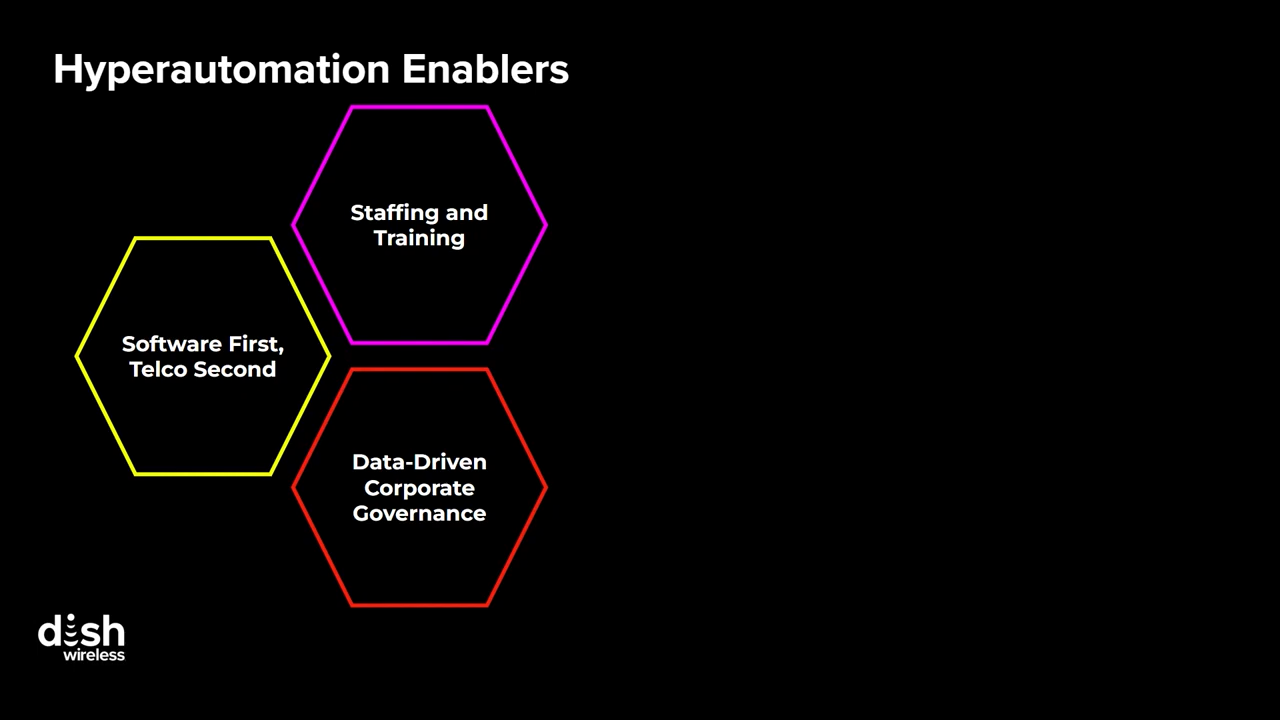 Hyperautomation Enablers
Staffing and
Training
Software First,
Telco Second
Data-Driven
Corporate
Governance
dish
wireless